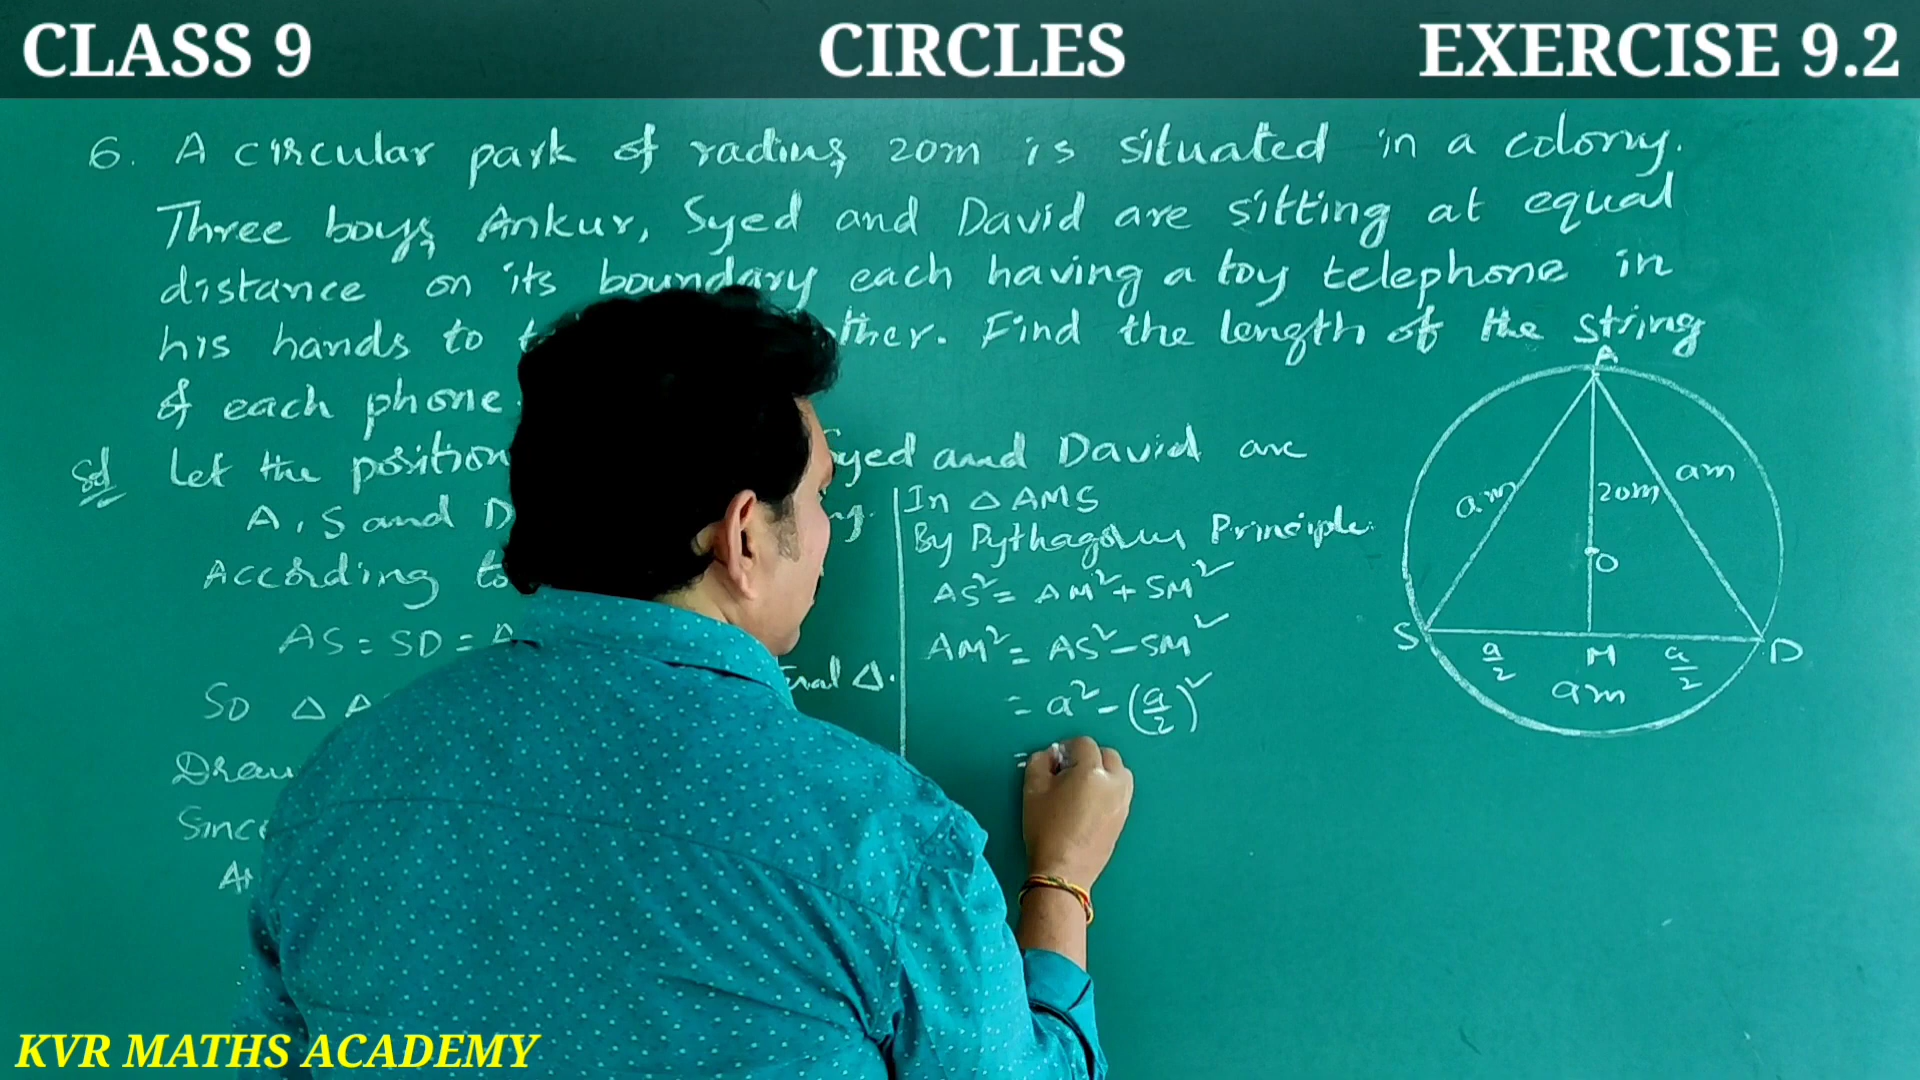 CLASS 9 CIRCLES EXERCISE 9.2
6. A circular park of radius 20m is situated in a colony.
Three boys Ankur, Syed and David are sitting at equal
distance on its boundary each having a toy telephone in
his hands to ther. Find the length of the string
of each phone.
Sol Let the position Syed and David are
A, S and D
According to
AS = SD = A
So △ A △.
Draw
Since
In △ AMS
By Pythagorus Principle
AS² = AM² + SM²
AM² = AS² - SM²
= a² - (a/2)²
=
A
am
20m
am
O
S
a/2
M
a/2
D
am
KVR MATHS ACADEMY